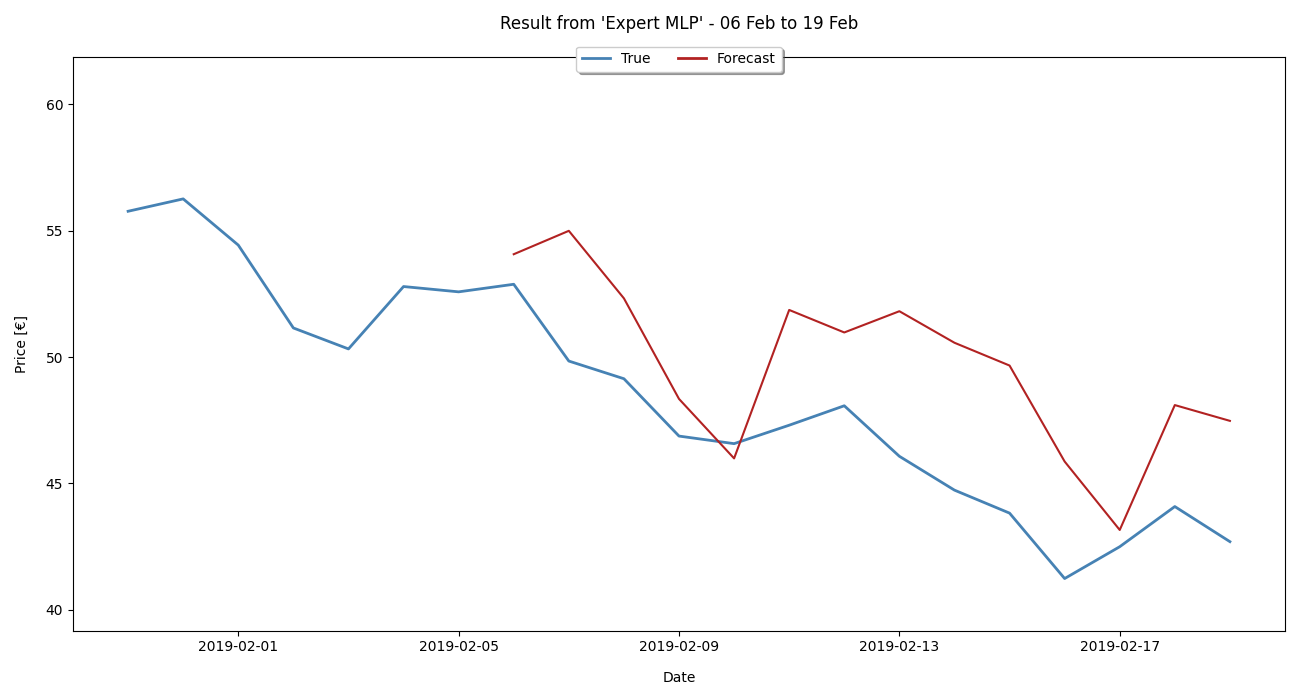 Result from 'Expert MLP' - 06 Feb to 19 Feb
True
Forecast
60
55
50
45
40
Price [€]
2019-02-01
2019-02-05
2019-02-09
2019-02-13
2019-02-17
Date